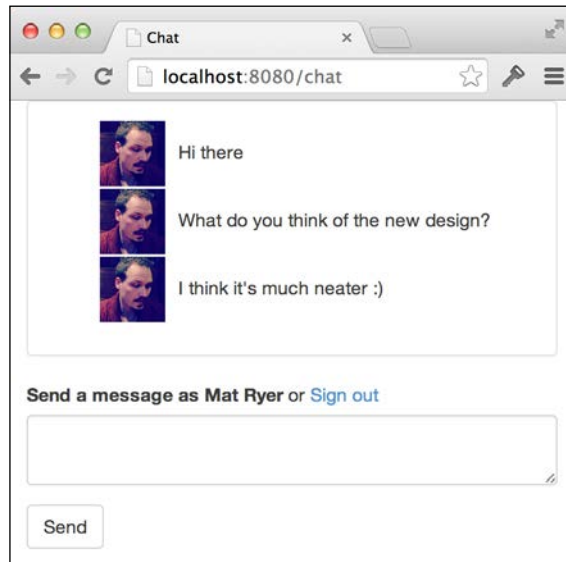 Chat
localhost:8080/chat
Hi there
What do you think of the new design?
I think it's much neater :)
Send a message as Mat Ryer or Sign out
Send